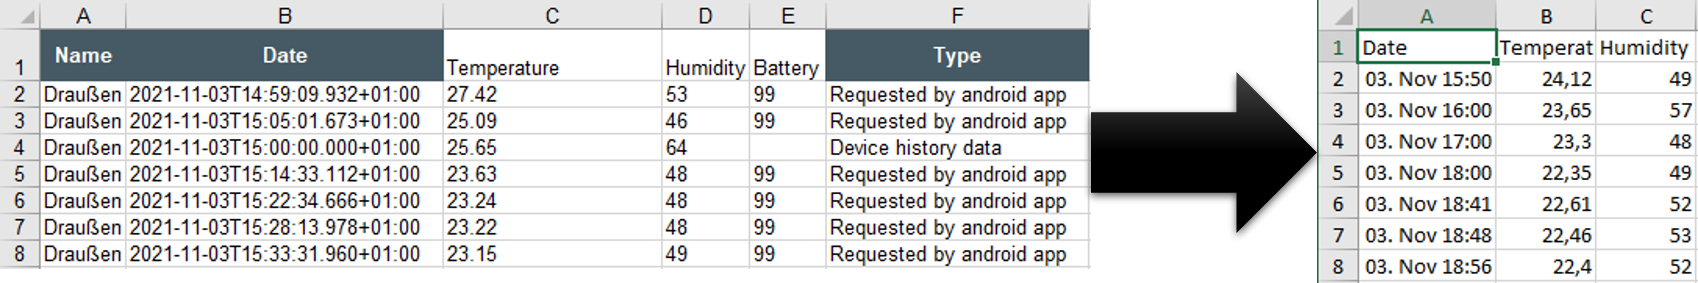 A B C D E F
1 Name Date Temperature Humidity Battery Type
2 Draußen 2021-11-03T14:59:09.932+01:00 27.42 53 99 Requested by android app
3 Draußen 2021-11-03T15:05:01.673+01:00 25.09 46 99 Requested by android app
4 Draußen 2021-11-03T15:00:00.000+01:00 25.65 64 Device history data
5 Draußen 2021-11-03T15:14:33.112+01:00 23.63 48 99 Requested by android app
6 Draußen 2021-11-03T15:22:34.666+01:00 23.24 48 99 Requested by android app
7 Draußen 2021-11-03T15:28:13.978+01:00 23.22 48 99 Requested by android app
8 Draußen 2021-11-03T15:33:31.960+01:00 23.15 49 99 Requested by android app
A B C
1 Date Temperat Humidity
2 03. Nov 15:50 24,12 49
3 03. Nov 16:00 23,65 57
4 03. Nov 17:00 23,3 48
5 03. Nov 18:00 22,35 49
6 03. Nov 18:41 22,61 52
7 03. Nov 18:48 22,46 53
8 03. Nov 18:56 22,4 52